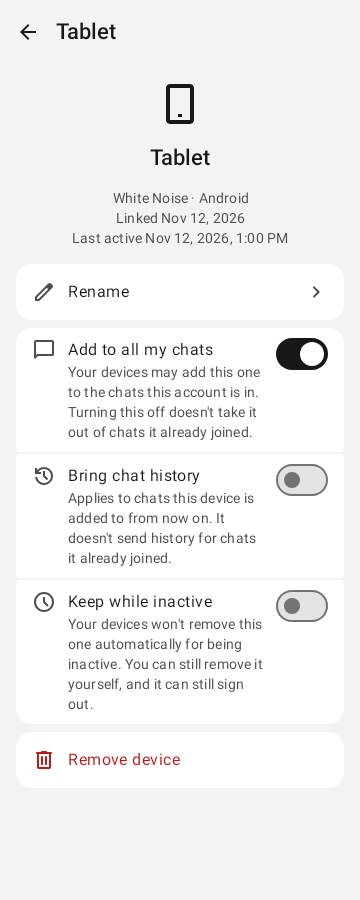 Tablet
Tablet
White Noise · Android
Linked Nov 12, 2026
Last active Nov 12, 2026, 1:00 PM
Rename
Add to all my chats
Your devices may add this one
to the chats this account is in.
Turning this off doesn't take it
out of chats it already joined.
Bring chat history
Applies to chats this device is
added to from now on. It
doesn't send history for chats
it already joined.
Keep while inactive
Your devices won't remove this
one automatically for being
inactive. You can still remove it
yourself, and it can still sign
out.
Remove device